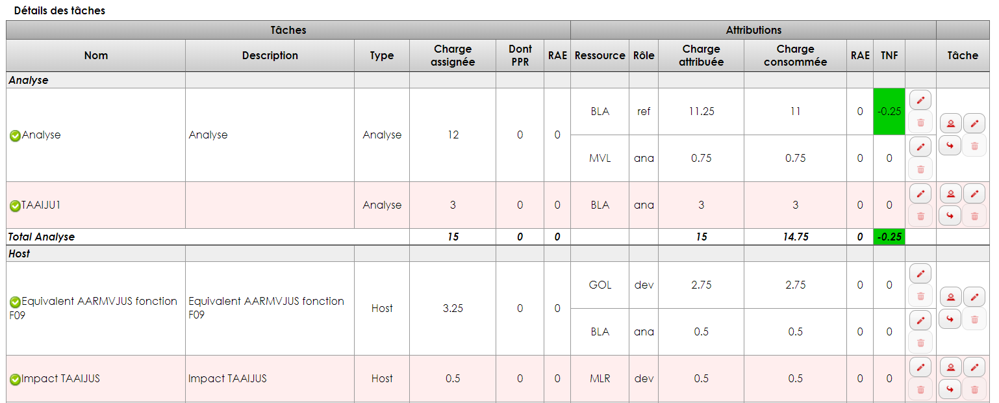 Détails des tâches
Tâches Attributions
Nom Description Type Charge assignée Dont PPR RAE Ressource Rôle Charge attribuée Charge consommée RAE TNF Tâche
Analyse
Analyse Analyse Analyse 12 0 0 BLA ref 11.25 11 0 -0.25
MVL ana 0.75 0.75 0 0
TAAIJU1 Analyse 3 0 0 BLA ana 3 3 0 0
Total Analyse 15 0 0 15 14.75 0 -0.25
Host
Equivalent AARMVJUS fonction F09 Equivalent AARMVJUS fonction F09 Host 3.25 0 0 GOL dev 2.75 2.75 0 0
BLA ana 0.5 0.5 0 0
Impact TAAIJUS Impact TAAIJUS Host 0.5 0 0 MLR dev 0.5 0.5 0 0